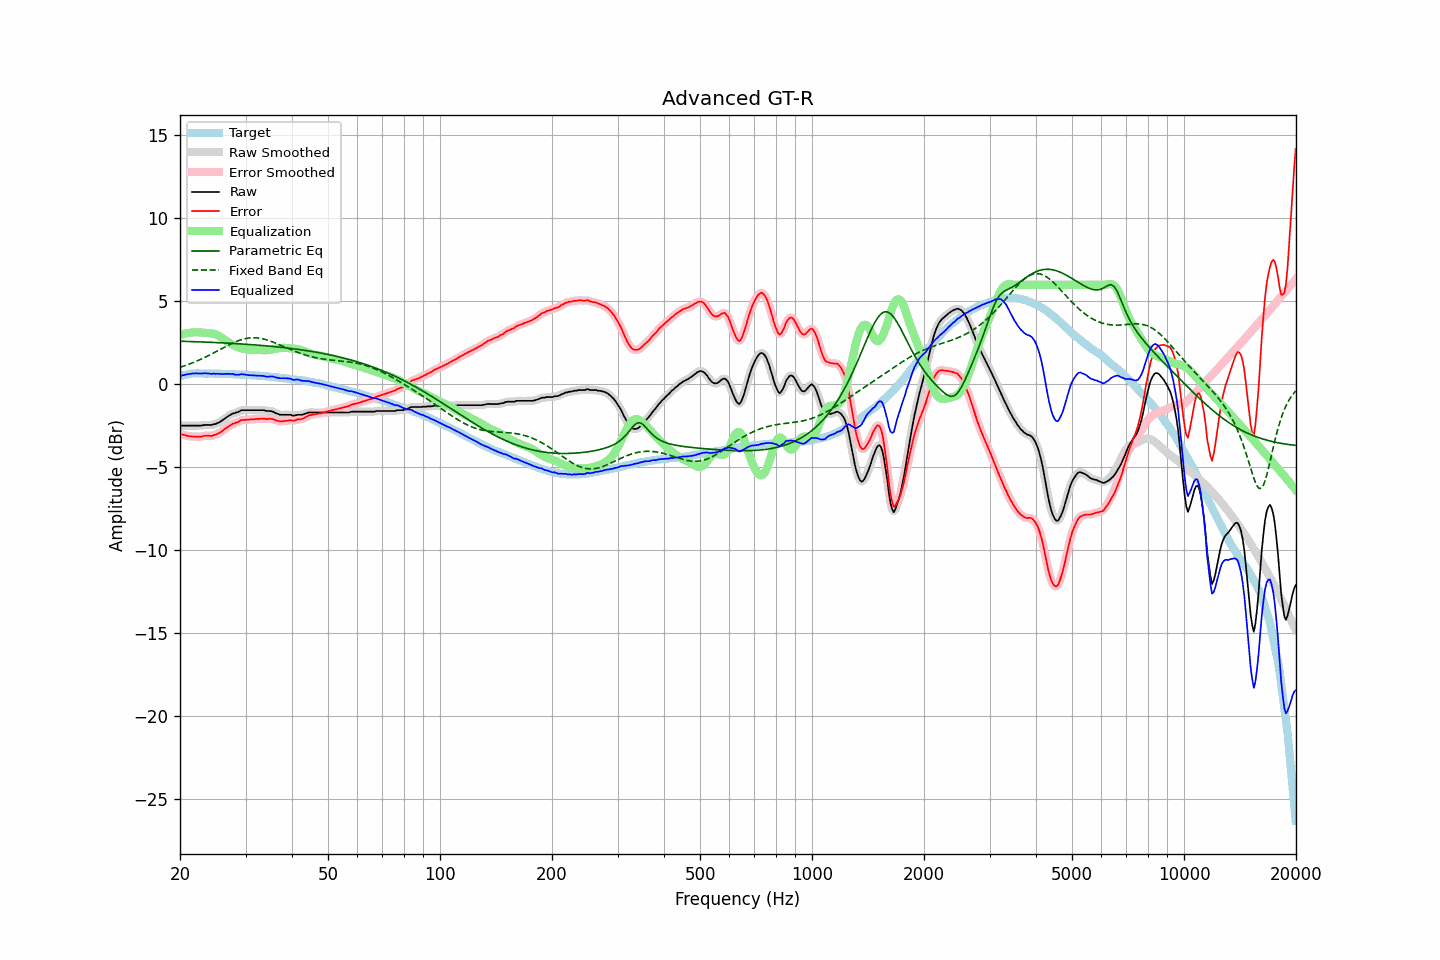 Advanced GT-R
Target
Raw Smoothed
Error Smoothed
Raw
Error
Equalization
Parametric Eq
Fixed Band Eq
Equalized
Amplitude (dBr)
15
10
5
0
−5
−10
−15
−20
−25
20 50 100 200 500 1000 2000 5000 10000 20000
Frequency (Hz)